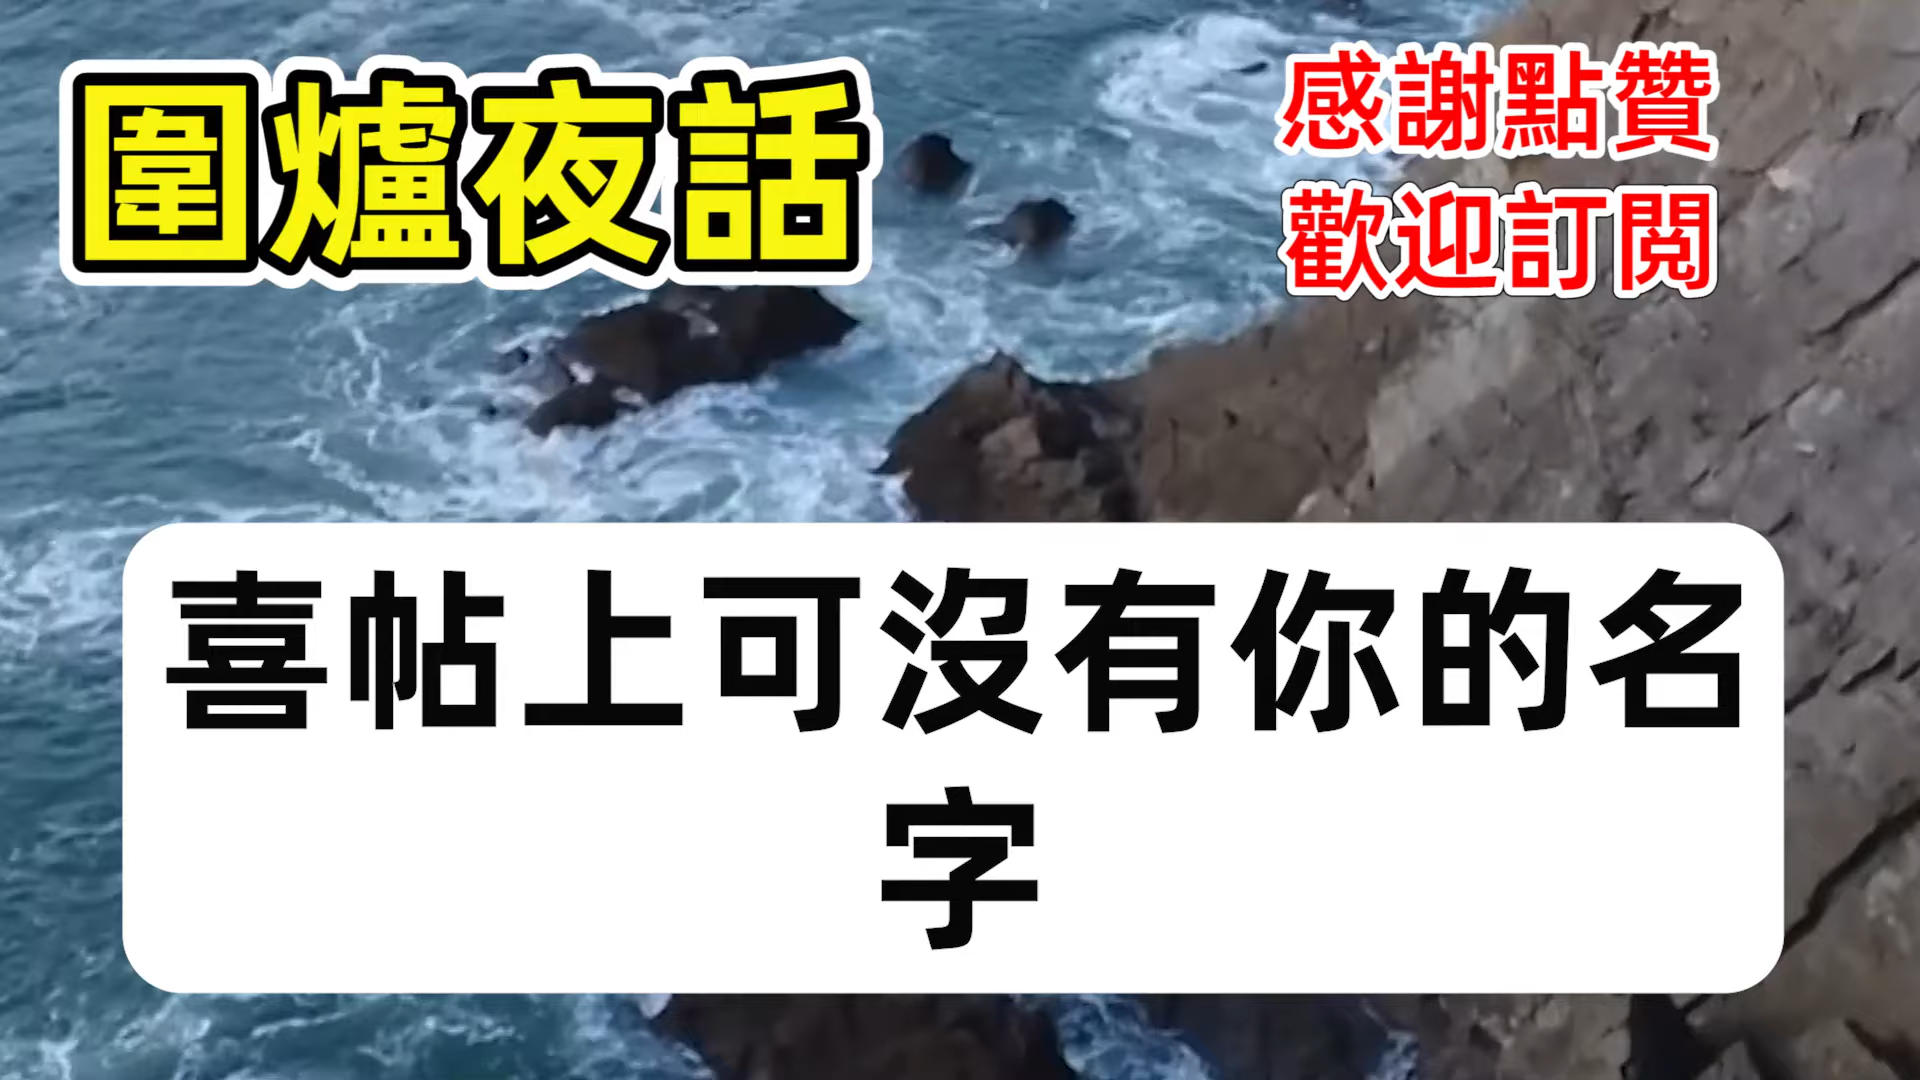 圍爐夜話
感謝點贊
歡迎訂閱
喜帖上可沒有你的名
字